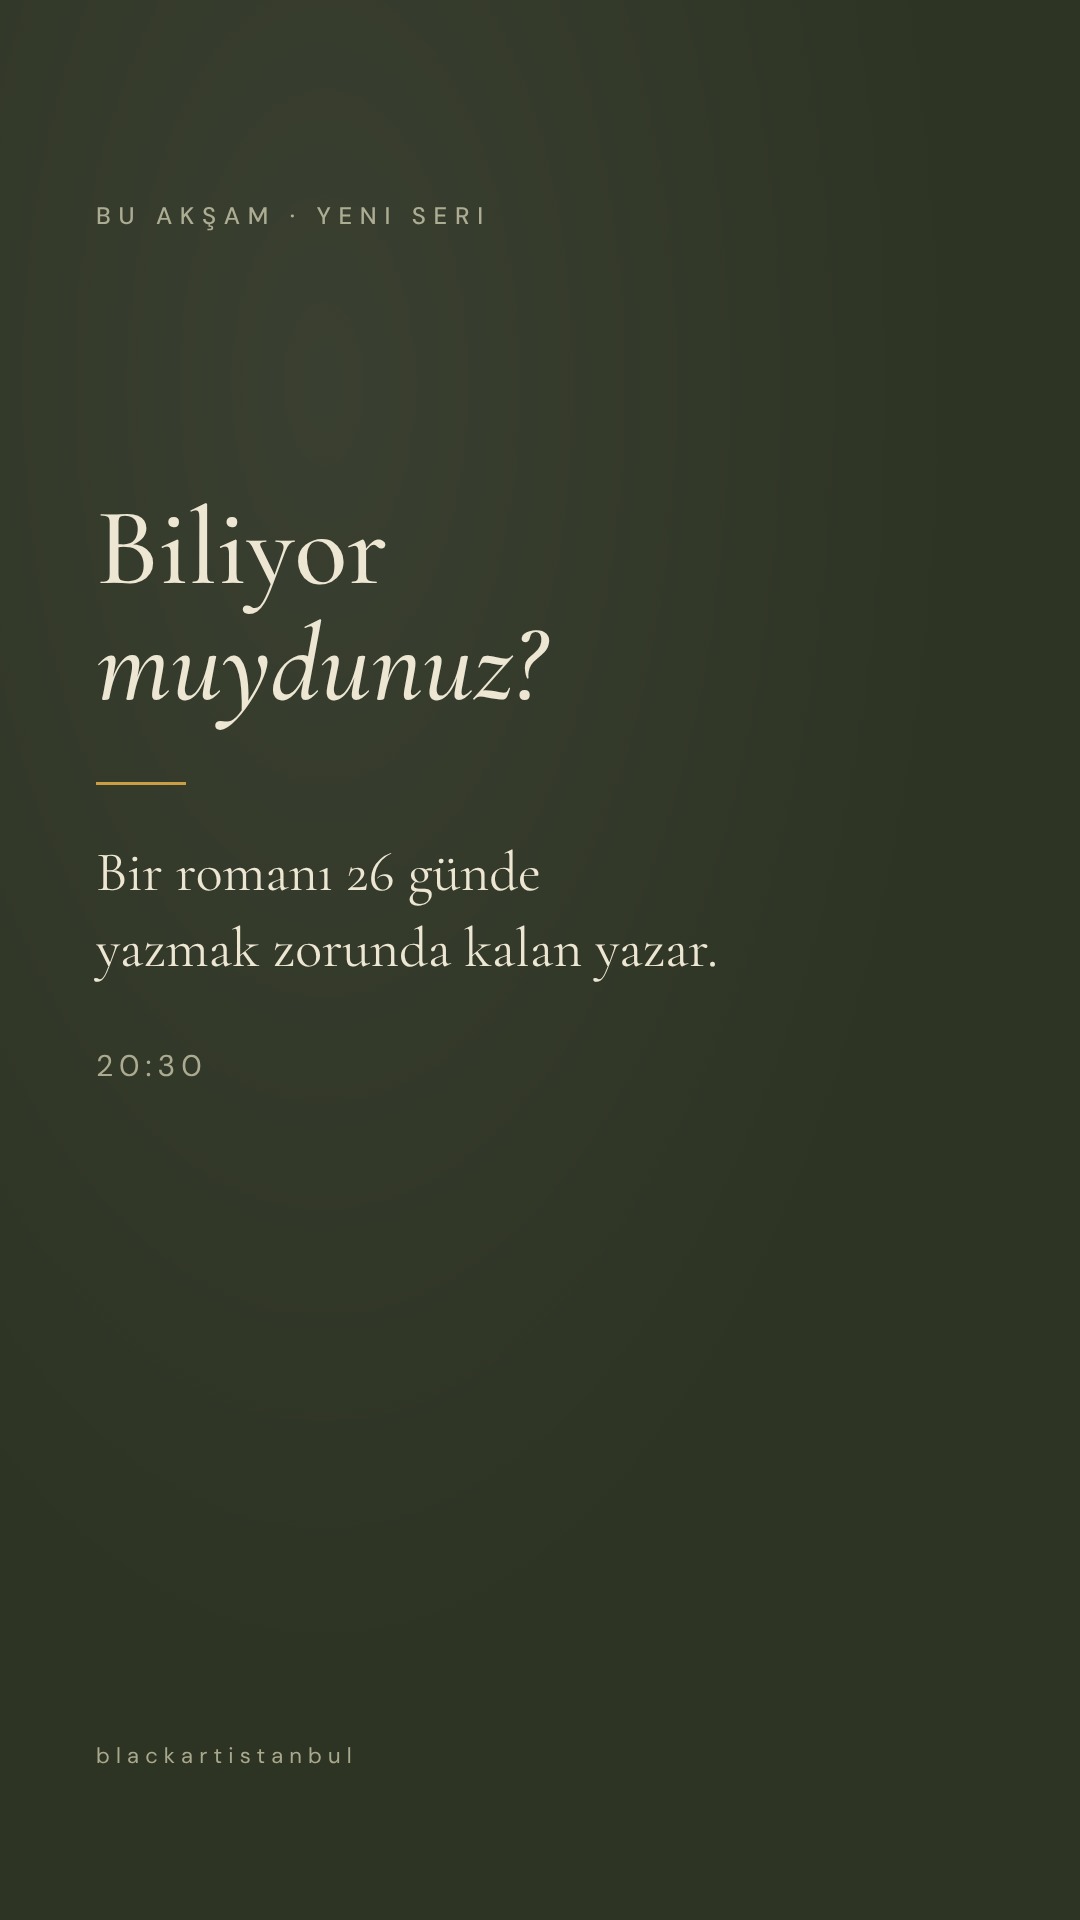 BU AKŞAM · YENI SERI
Biliyor
muydunuz?
Bir romanı 26 günde
yazmak zorunda kalan yazar.
20:30
blackartistanbul